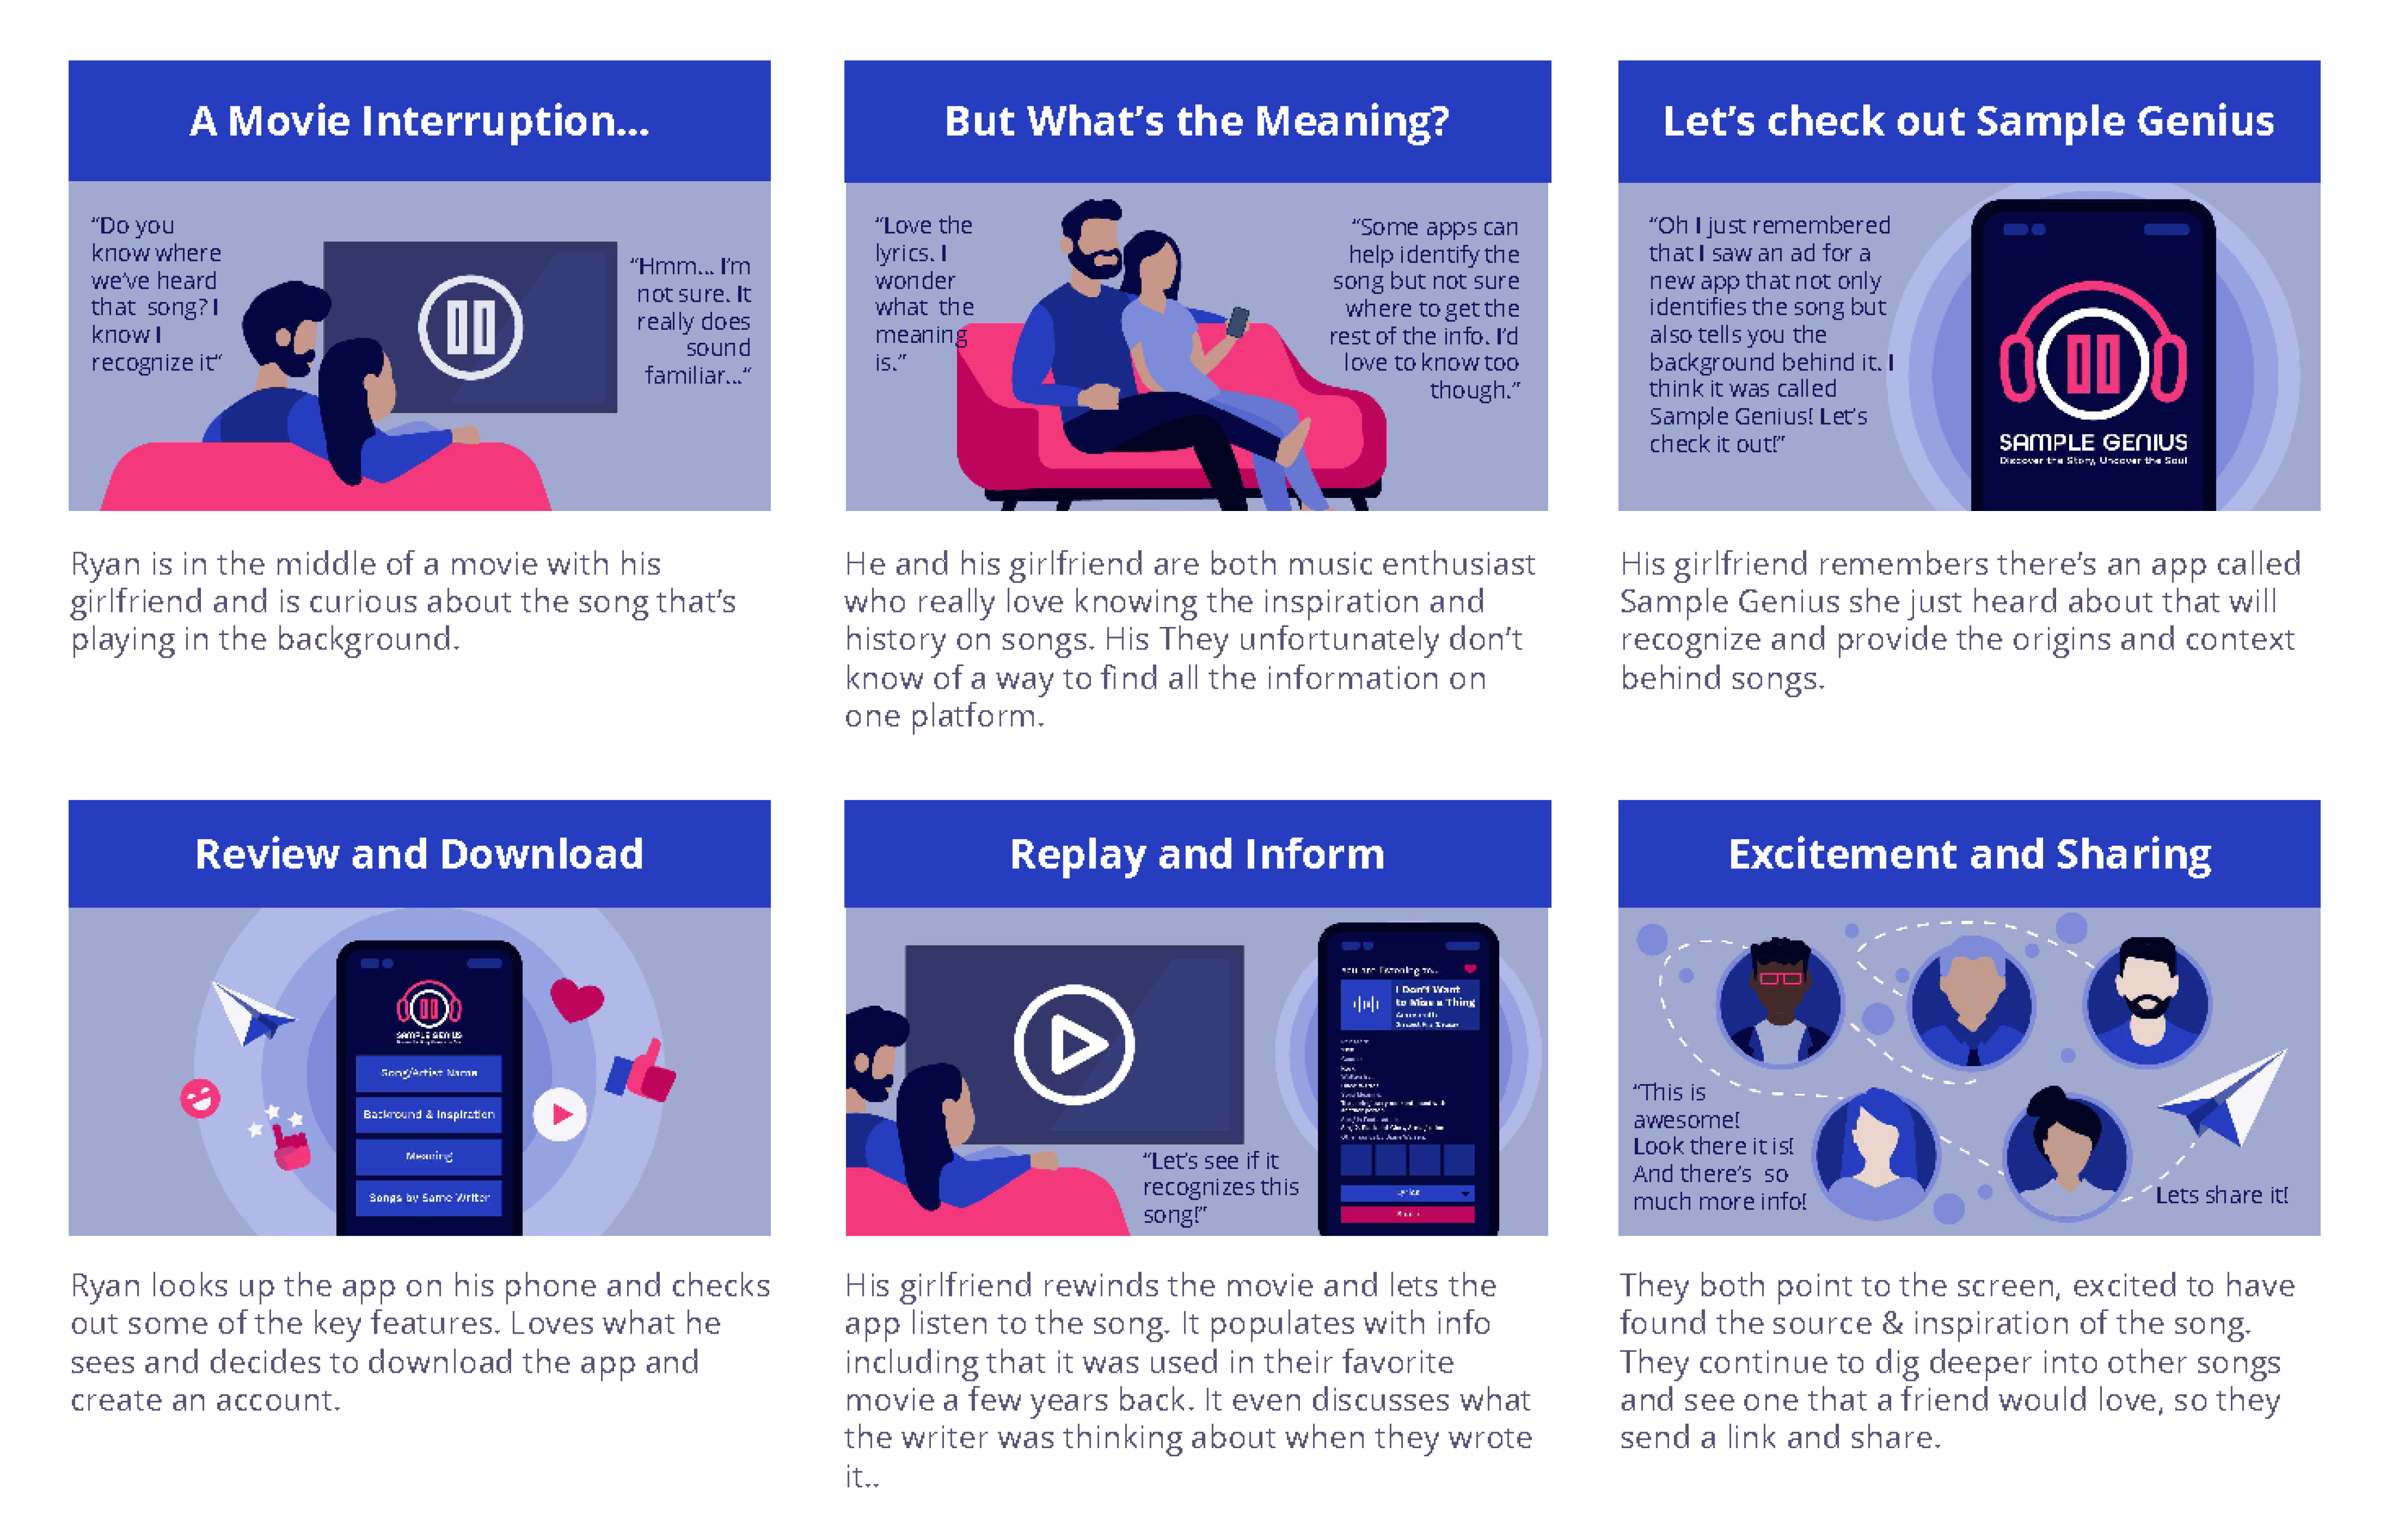 A Movie Interruption...
“Do you
know where
we’ve heard
that song? I
know I
recognize it“
“Hmm... I’m
not sure. It
really does
sound
familiar...“
Ryan is in the middle of a movie with his
girlfriend and is curious about the song that’s
playing in the background.
But What’s the Meaning?
“Love the
lyrics. I
wonder
what the
meaning
is.”
“Some apps can
help identify the
song but not sure
where to get the
rest of the info. I’d
love to know too
though.”
He and his girlfriend are both music enthusiast
who really love knowing the inspiration and
history on songs. His They unfortunately don’t
know of a way to find all the information on
one platform.
Let’s check out Sample Genius
“Oh I just remembered
that I saw an ad for a
new app that not only
identifies the song but
also tells you the
background behind it. I
think it was called
Sample Genius! Let’s
check it out!”
SAMPLE GENIUS
Discover the Story, Uncover the Soul
His girlfriend remembers there’s an app called
Sample Genius she just heard about that will
recognize and provide the origins and context
behind songs.
Review and Download
SAMPLE GENIUS
Song/Artist Name
Backround & Inspiration
Meaning
Songs by Same Writer
Ryan looks up the app on his phone and checks
out some of the key features. Loves what he
sees and decides to download the app and
create an account.
Replay and Inform
“Let’s see if it
recognizes this
song!”
You are listening to...
I Don’t Want
to Miss a Thing
Aerosmith
Lyrics
Share
His girlfriend rewinds the movie and lets the
app listen to the song. It populates with info
including that it was used in their favorite
movie a few years back. It even discusses what
the writer was thinking about when they wrote
it..
Excitement and Sharing
“This is
awesome!
Look there it is!
And there’s so
much more info!
Lets share it!
They both point to the screen, excited to have
found the source & inspiration of the song.
They continue to dig deeper into other songs
and see one that a friend would love, so they
send a link and share.